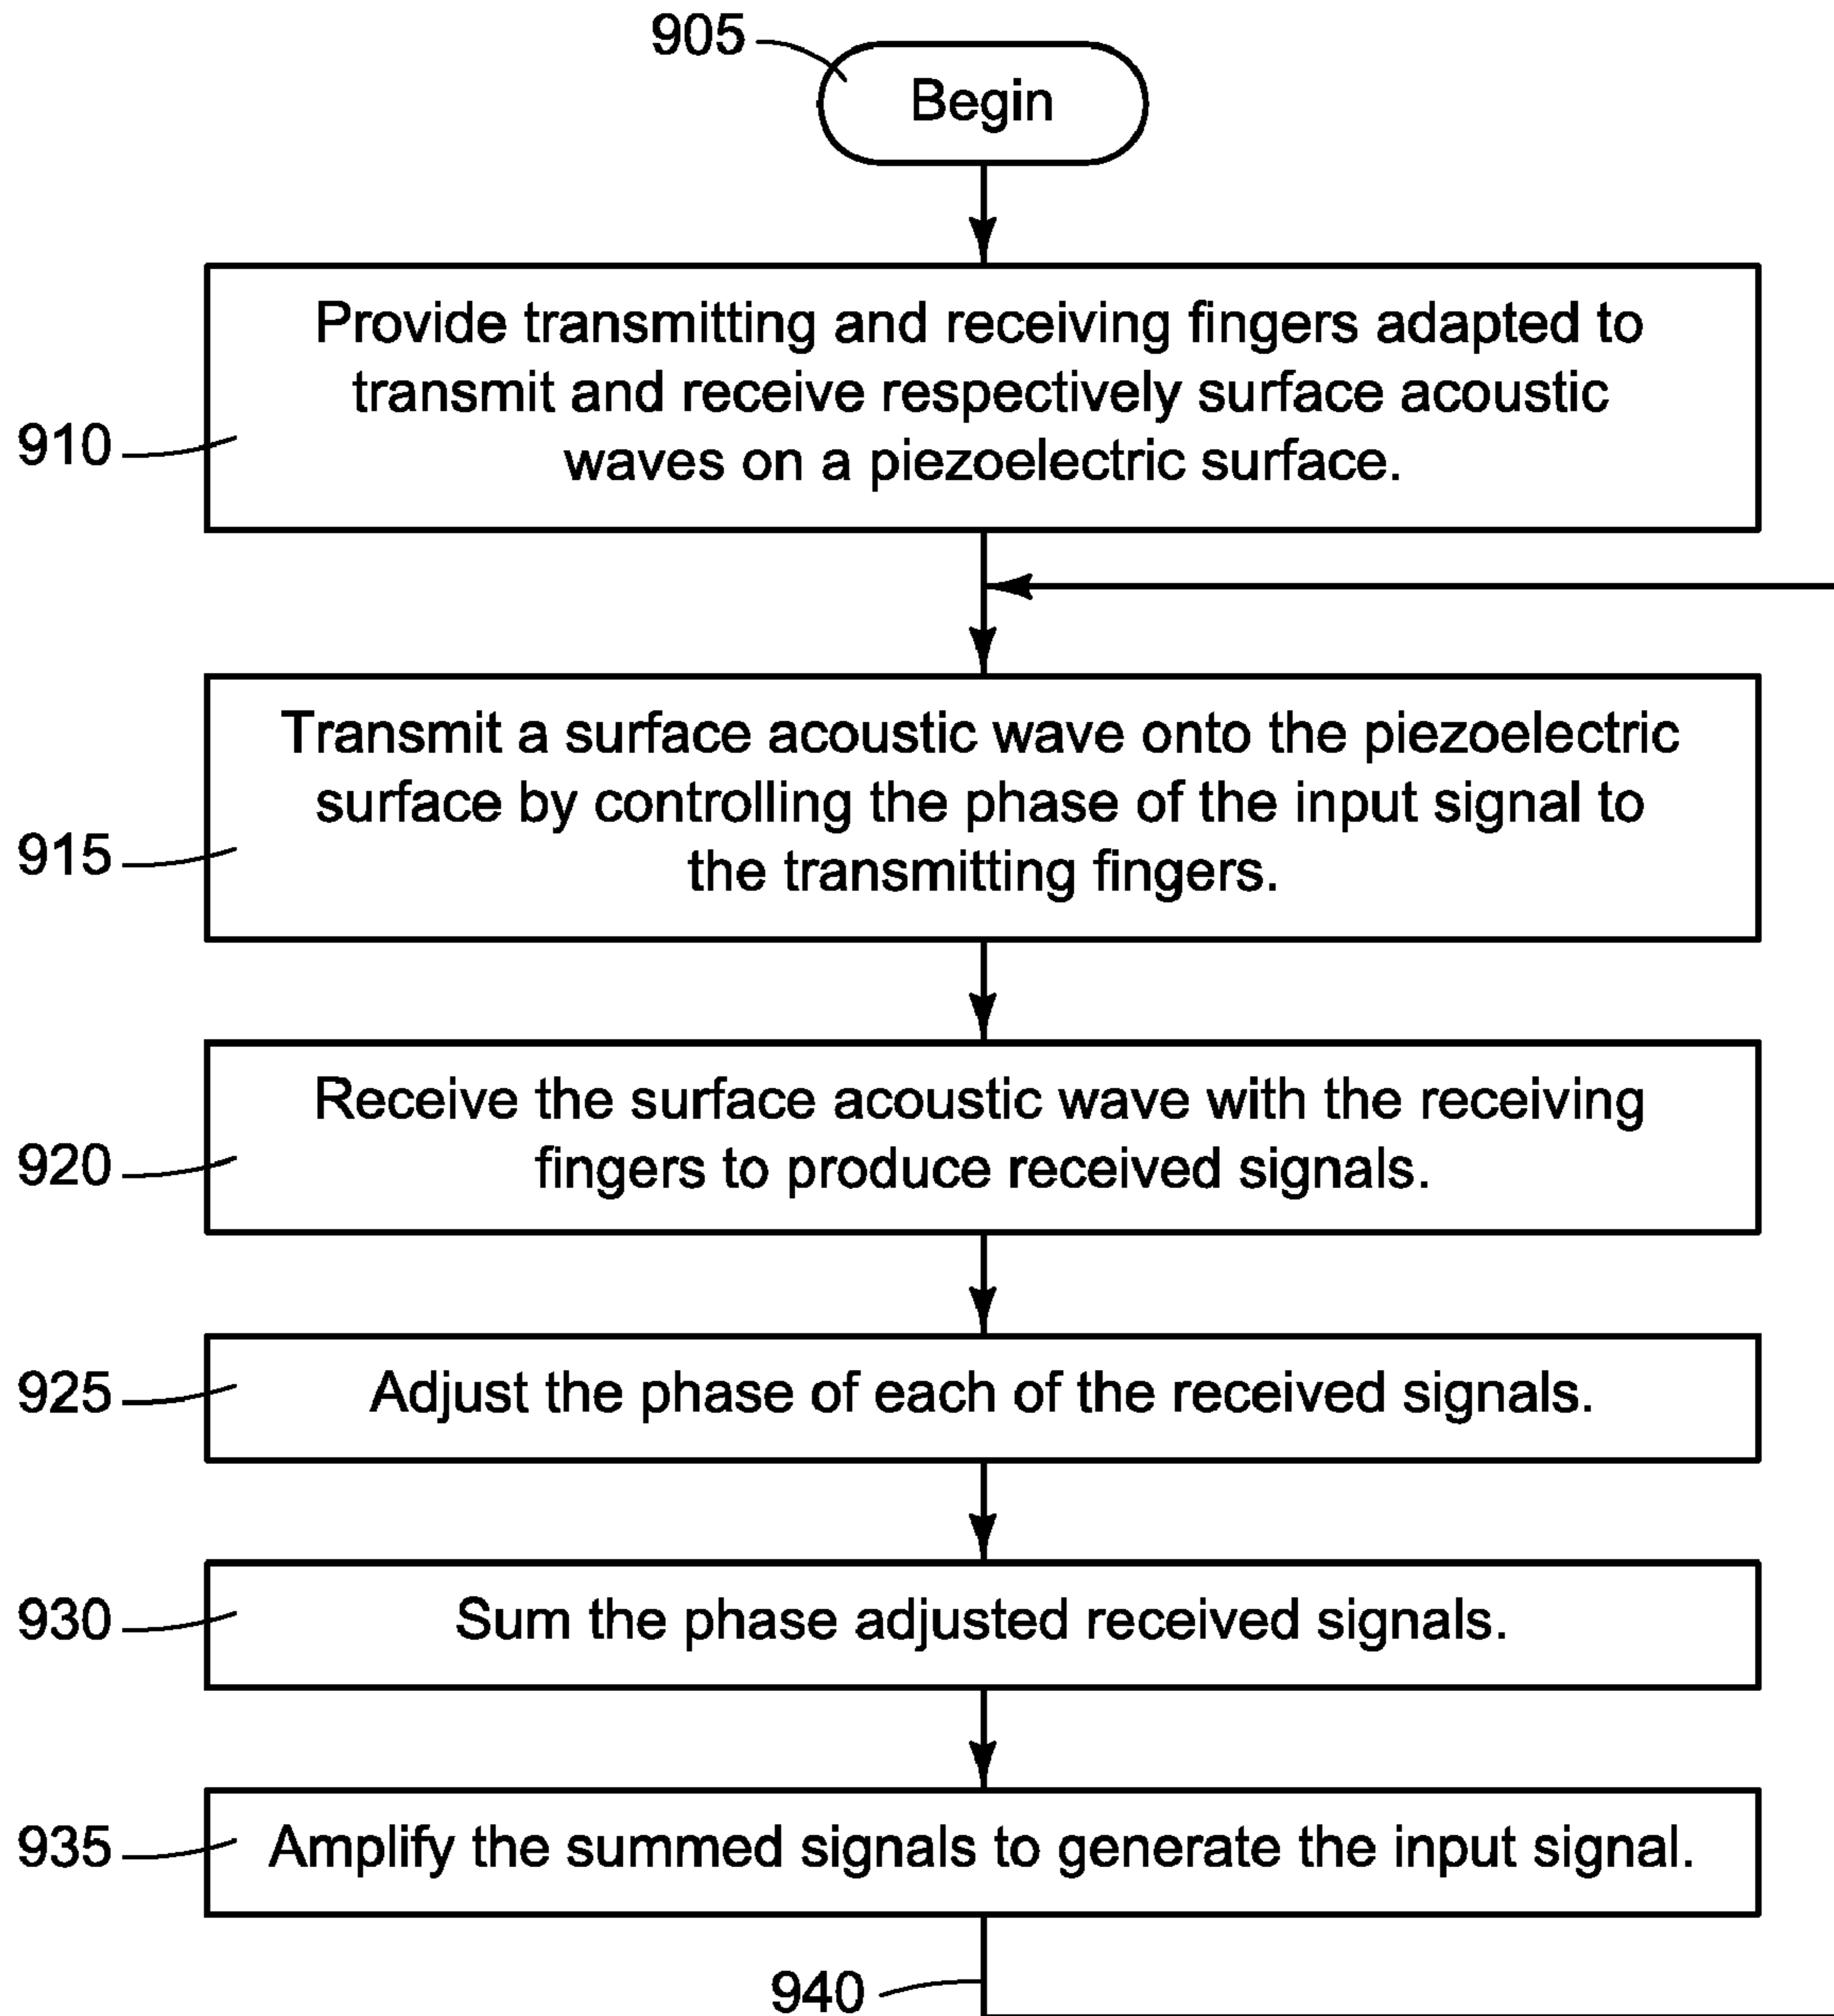 905
Begin
910
Provide transmitting and receiving fingers adapted to
transmit and receive respectively surface acoustic
waves on a piezoelectric surface.
915
Transmit a surface acoustic wave onto the piezoelectric
surface by controlling the phase of the input signal to
the transmitting fingers.
920
Receive the surface acoustic wave with the receiving
fingers to produce received signals.
925
Adjust the phase of each of the received signals.
930
Sum the phase adjusted received signals.
935
Amplify the summed signals to generate the input signal.
940